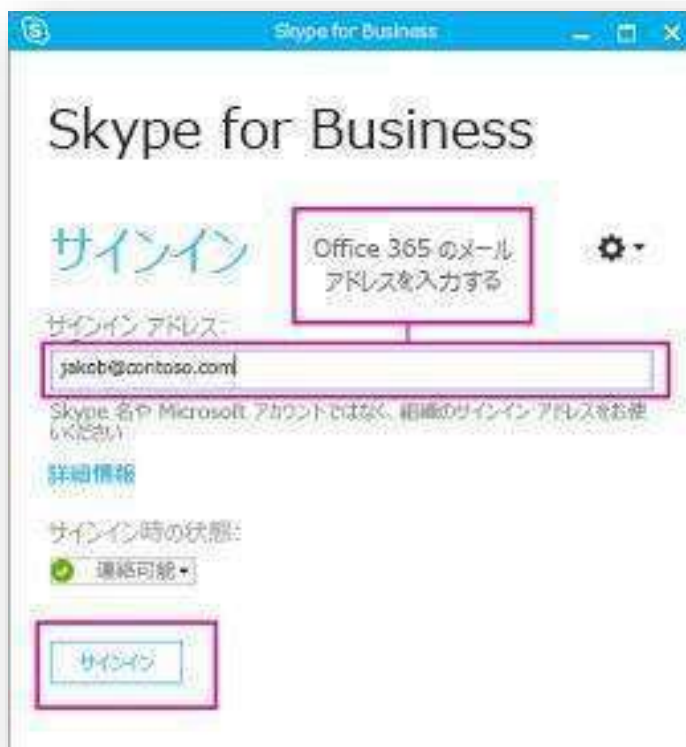 Skype for Business
Skype for Business
サインイン
Office 365 のメール
アドレスを入力する
サインイン アドレス:
jakob@contoso.com
Skype 名や Microsoft アカウントではなく、組織のサインイン アドレスをお使
いください
詳細情報
サインイン時の状態:
連絡可能
サインイン